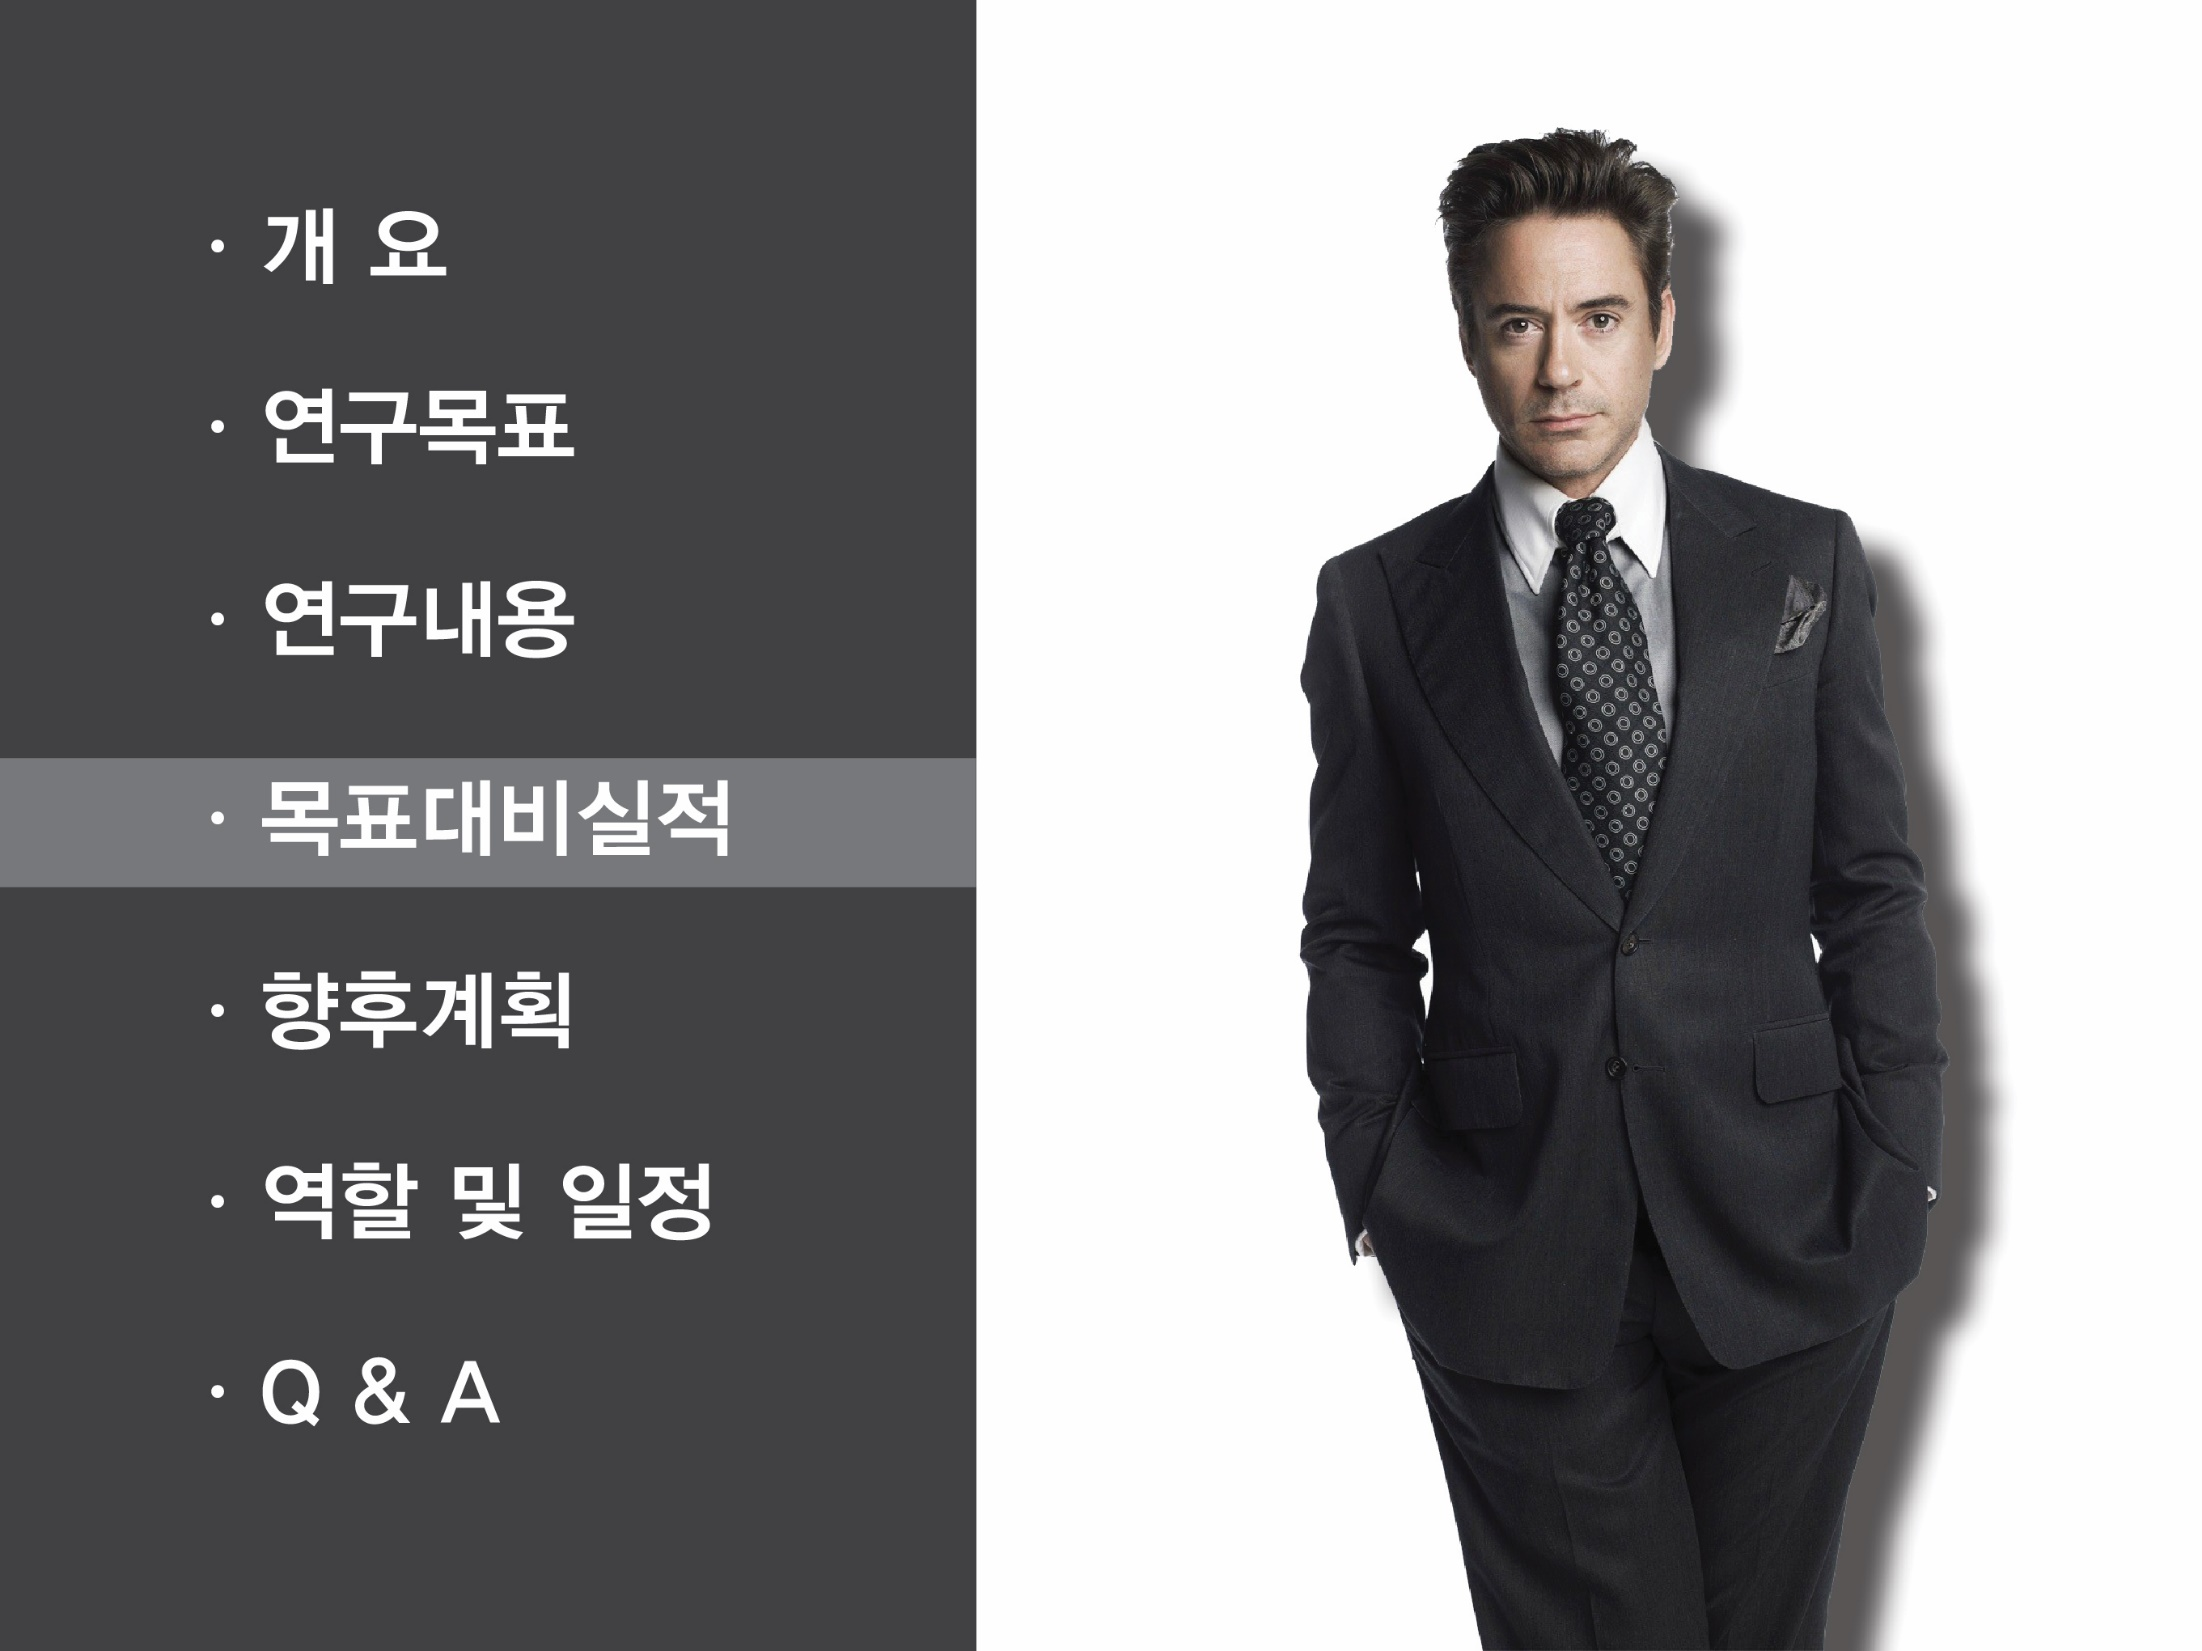 · 개 요
· 연구목표
· 연구내용
· 목표대비실적
· 향후계획
· 역할 및 일정
· Q & A